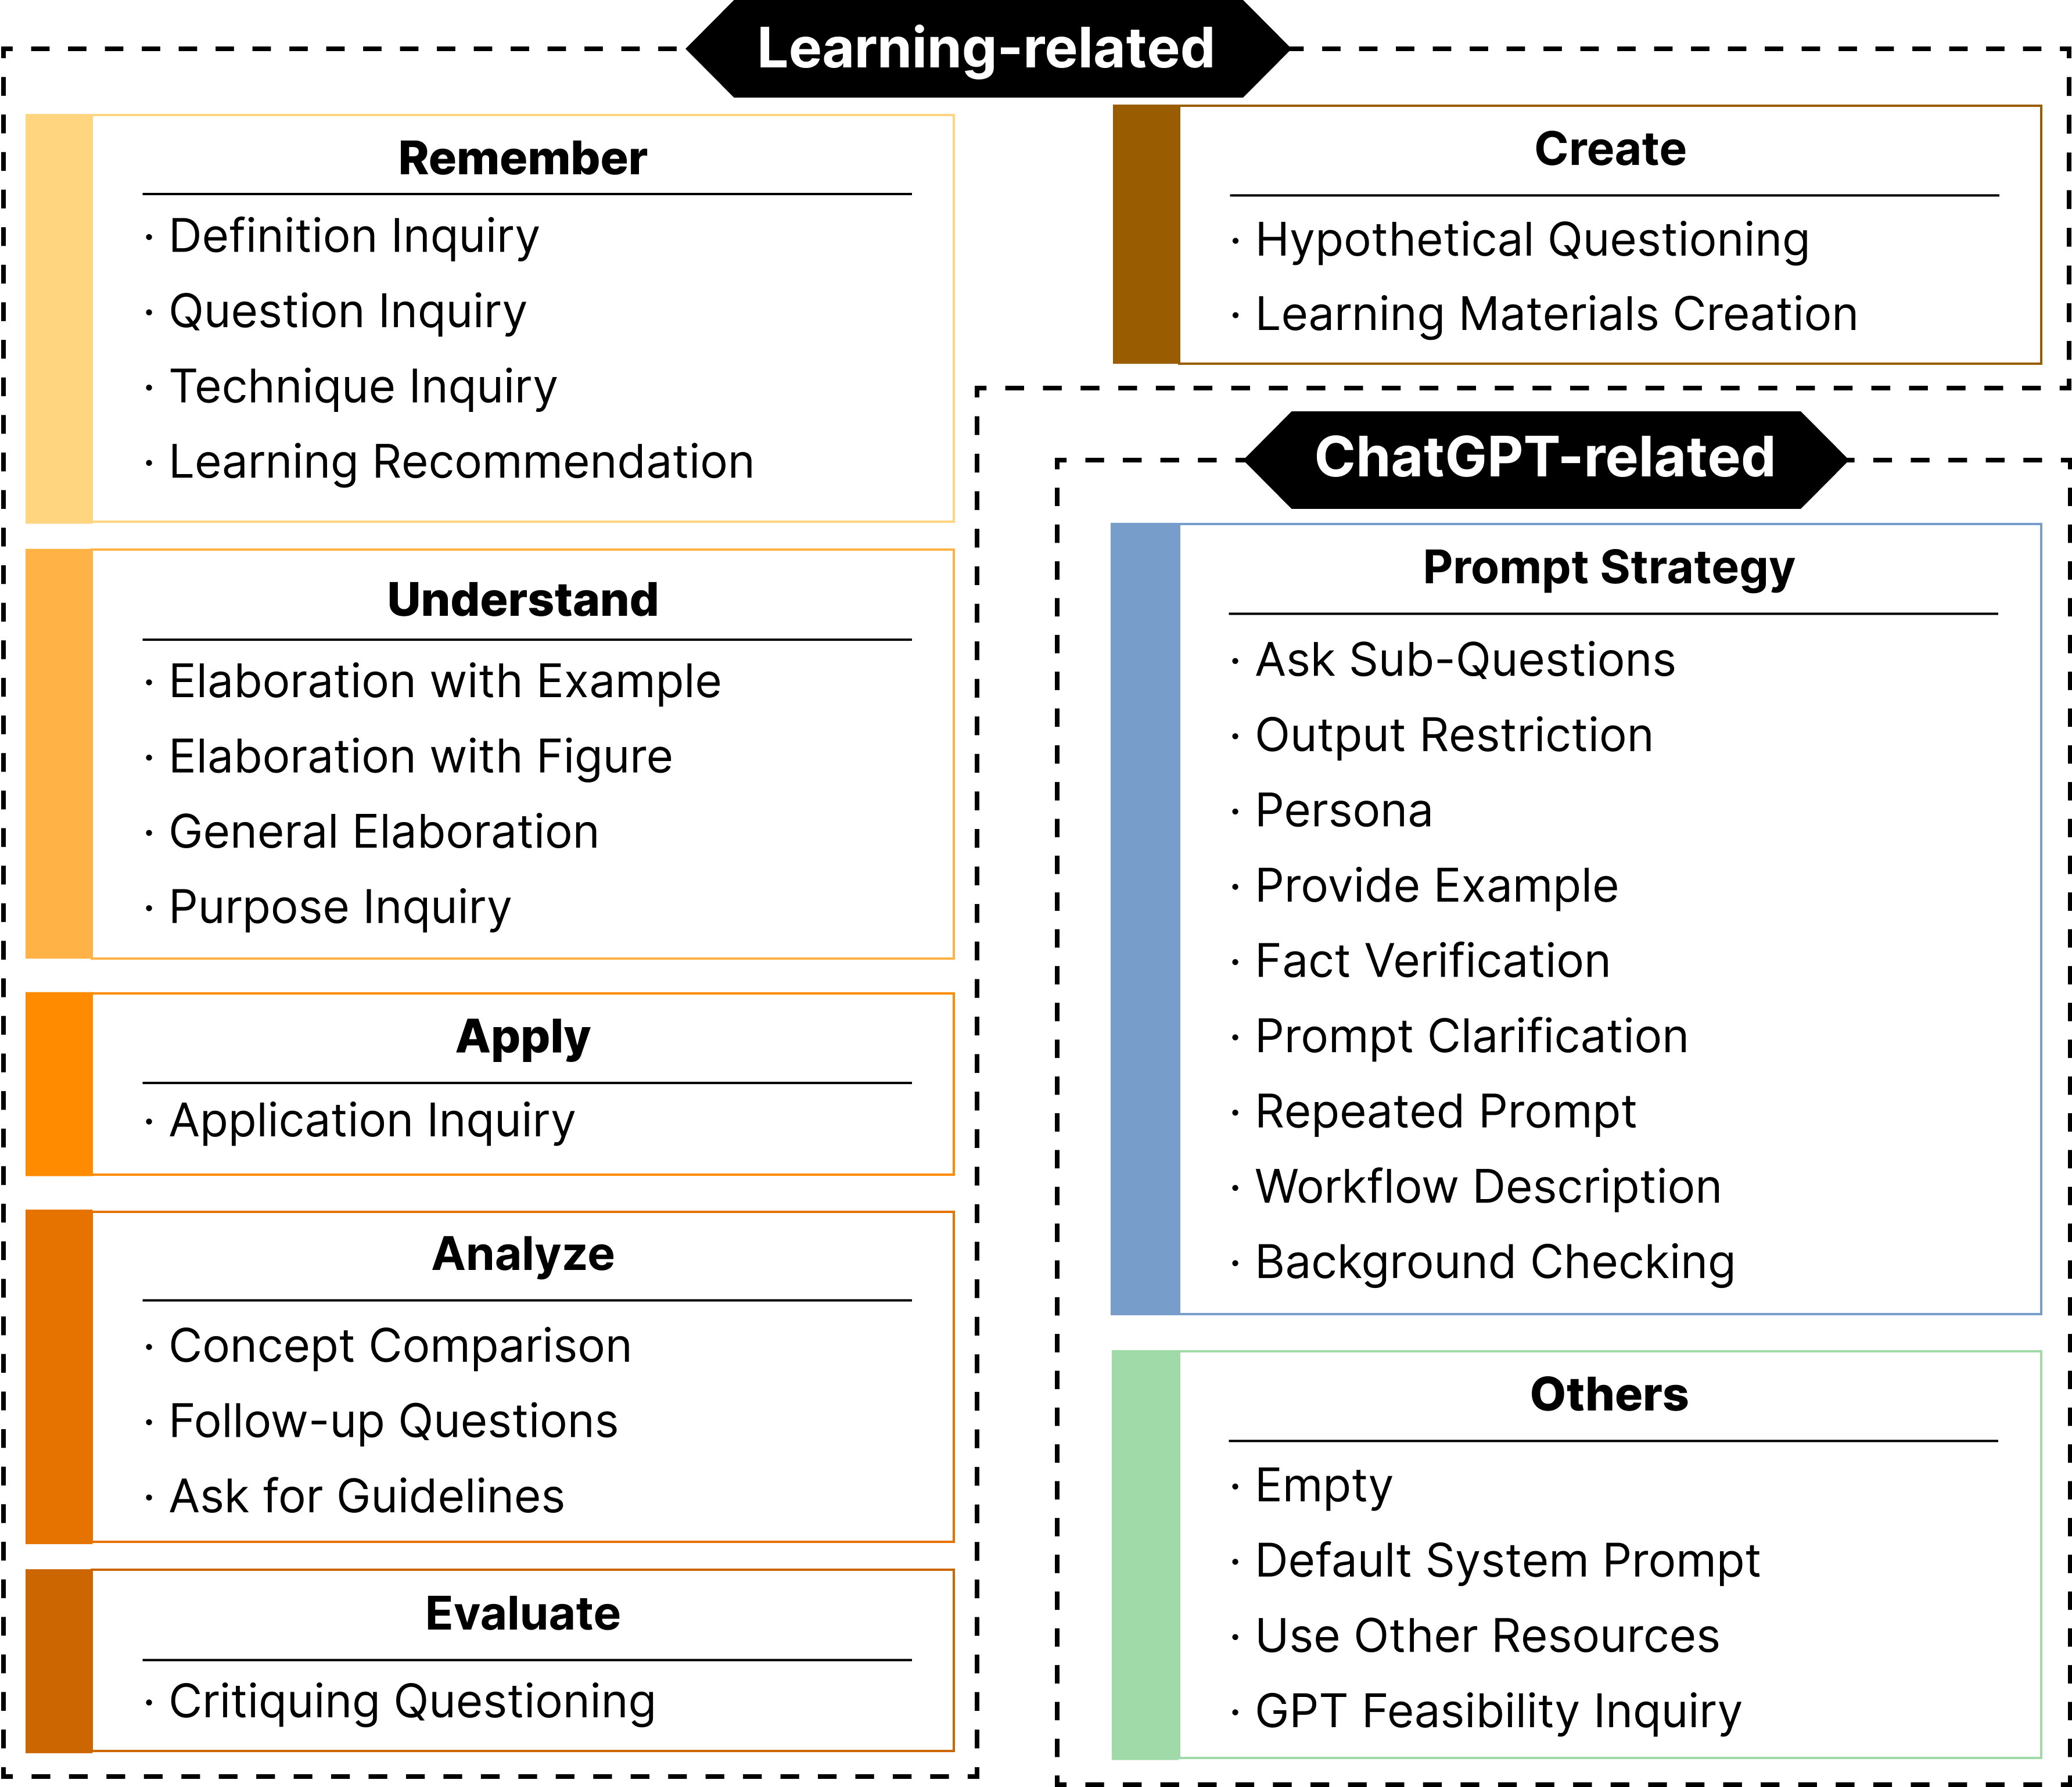 Learning-related
Remember
· Definition Inquiry
· Question Inquiry
· Technique Inquiry
· Learning Recommendation
Understand
· Elaboration with Example
· Elaboration with Figure
· General Elaboration
· Purpose Inquiry
Apply
· Application Inquiry
Analyze
· Concept Comparison
· Follow-up Questions
· Ask for Guidelines
Evaluate
· Critiquing Questioning
Create
· Hypothetical Questioning
· Learning Materials Creation
ChatGPT-related
Prompt Strategy
· Ask Sub-Questions
· Output Restriction
· Persona
· Provide Example
· Fact Verification
· Prompt Clarification
· Repeated Prompt
· Workflow Description
· Background Checking
Others
· Empty
· Default System Prompt
· Use Other Resources
· GPT Feasibility Inquiry